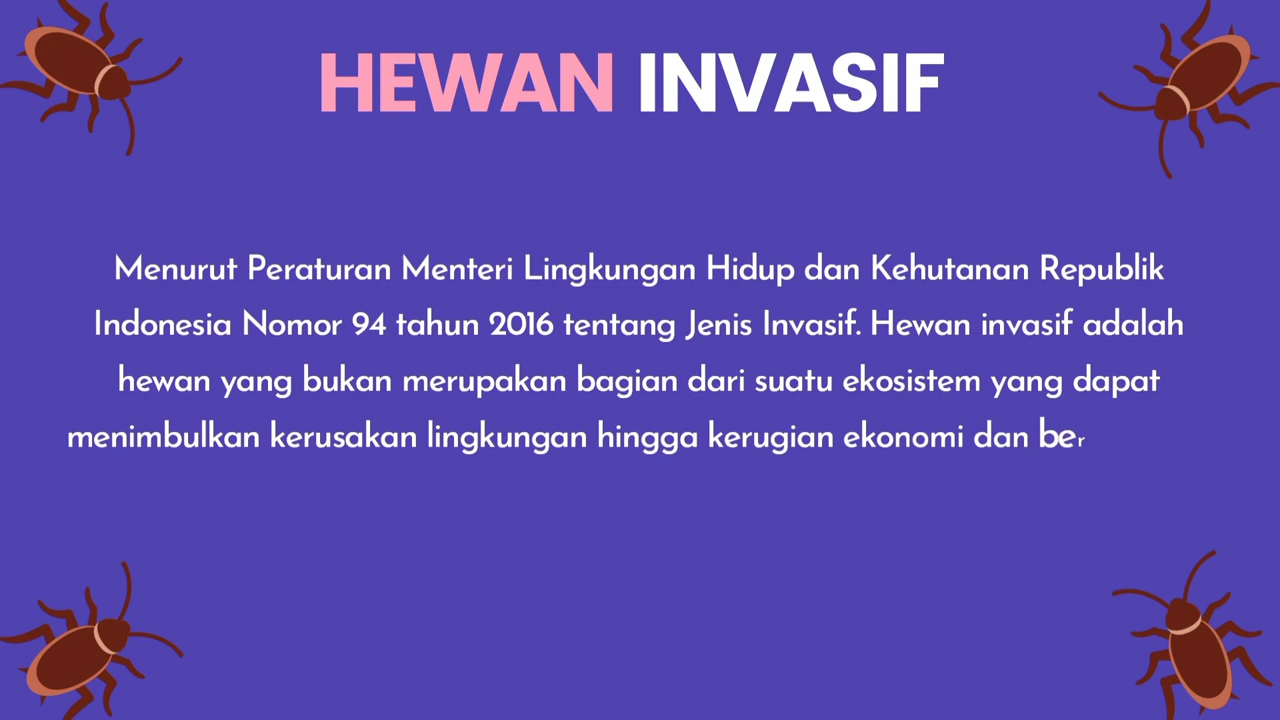 HEWAN INVASIF
Menurut Peraturan Menteri Lingkungan Hidup dan Kehutanan Republik
Indonesia Nomor 94 tahun 2016 tentang Jenis Invasif. Hewan invasif adalah
hewan yang bukan merupakan bagian dari suatu ekosistem yang dapat
menimbulkan kerusakan lingkungan hingga kerugian ekonomi dan ber